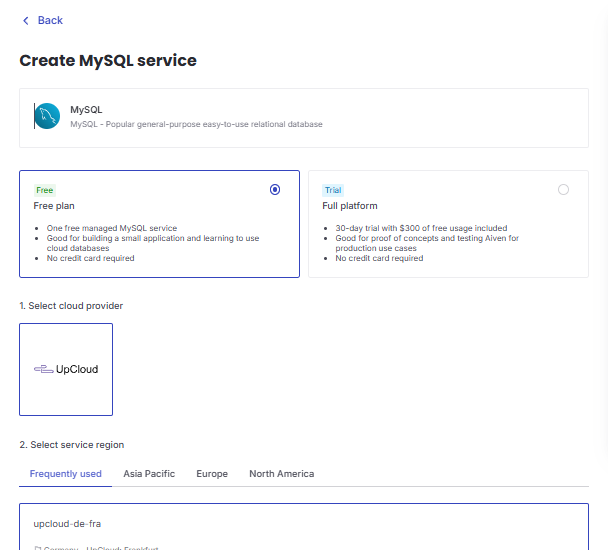 Back
Create MySQL service
MySQL
MySQL - Popular general-purpose easy-to-use relational database
Free
Free plan
One free managed MySQL service
Good for building a small application and learning to use
cloud databases
No credit card required
Trial
Full platform
30-day trial with $300 of free usage included
Good for proof of concepts and testing Aiven for
production use cases
No credit card required
1. Select cloud provider
UpCloud
2. Select service region
Frequently used
Asia Pacific
Europe
North America
upcloud-de-fra
Germany - UpCloud: Frankfurt